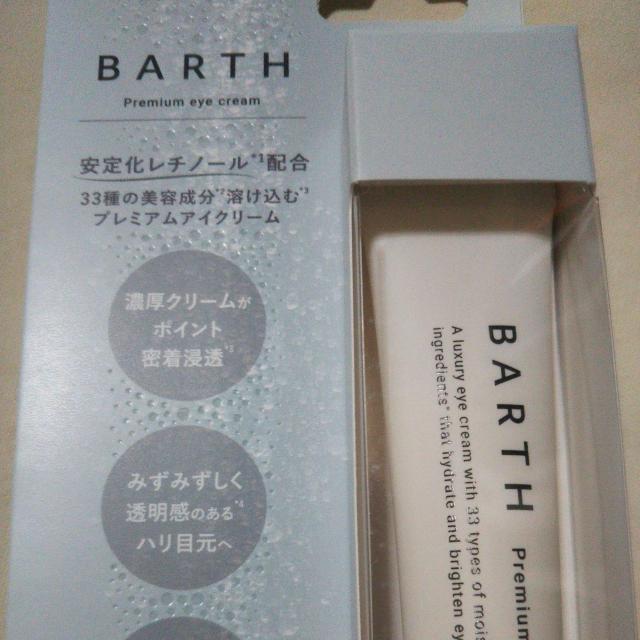 BARTH
Premium eye cream
安定化レチノール*1配合
33種の美容成分*2溶け込む*3
プレミアムアイクリーム
濃厚クリームが
ポイント
密着浸透*3
みずみずしく
透明感のある*4
ハリ目元へ
BARTH Premium
A luxury eye cream with 33 types of mois
ingredients* that hydrate and brighten ey